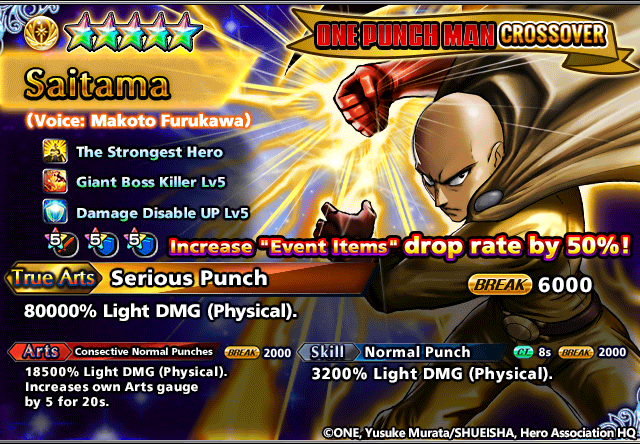 ONE PUNCH MAN CROSSOVER
Saitama
(Voice: Makoto Furukawa)
The Strongest Hero
Giant Boss Killer Lv5
Damage Disable UP Lv5
5 5 5 Increase "Event Items" drop rate by 50%!
True Arts Serious Punch BREAK 6000
80000% Light DMG (Physical).
Arts Consective Normal Punches BREAK 2000
18500% Light DMG (Physical).
Increases own Arts gauge
by 5 for 20s.
Skill Normal Punch C.T. 8s BREAK 2000
3200% Light DMG (Physical).
©ONE, Yusuke Murata/SHUEISHA, Hero Association HQ